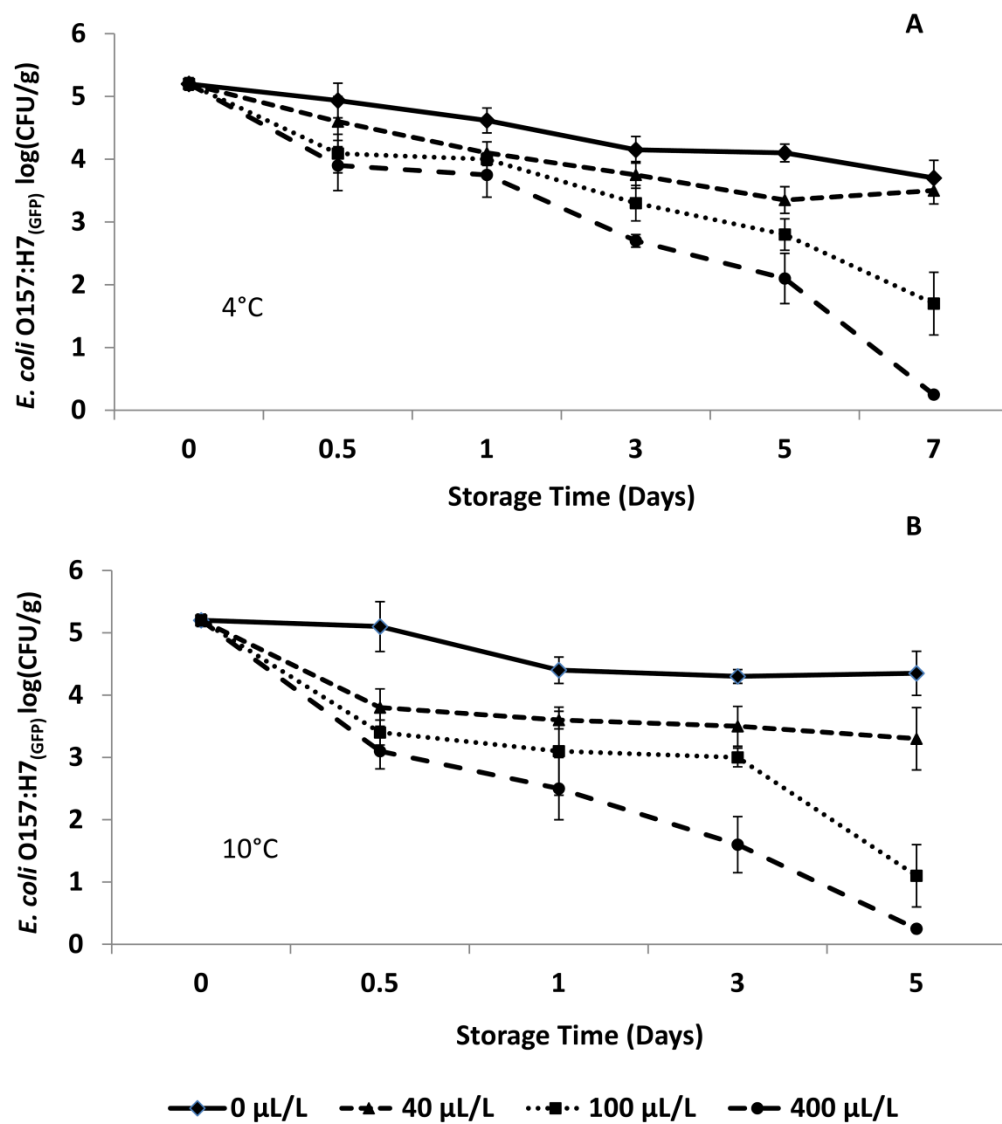 A
6
5
4
3
2
1
0
E. coli O157:H7(GFP) log(CFU/g)
4°C
0 0.5 1 3 5 7
Storage Time (Days)
B
6
5
4
3
2
1
0
E. coli O157:H7(GFP) log(CFU/g)
10°C
0 0.5 1 3 5
Storage Time (Days)
0 µL/L 40 µL/L 100 µL/L 400 µL/L